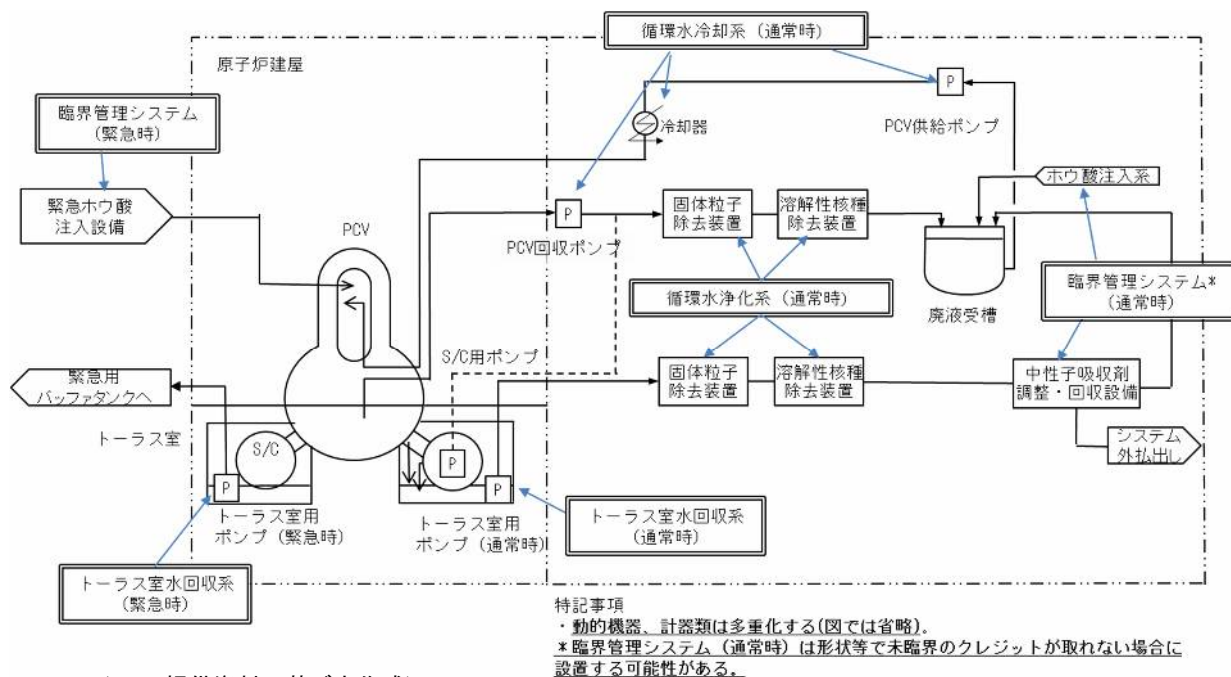 循環水冷却系 (通常時)
原子炉建屋
臨界管理システム
(緊急時)
P
PCV供給ポンプ
冷却器
緊急ホウ酸
注入設備
PCV
P
PCV回収ポンプ
固体粒子
除去装置
溶解性核種
除去装置
ホウ酸注入系
循環水浄化系 (通常時)
廃液受槽
臨界管理システム*
(通常時)
S/C用ポンプ
緊急用
バッファタンクへ
固体粒子
除去装置
溶解性核種
除去装置
中性子吸収剤
調整・回収設備
トーラス室
S/C
P
P
P
システム
外払出し
トーラス室用
ポンプ (緊急時)
トーラス室用
ポンプ (通常時)
トーラス室水回収系
(通常時)
トーラス室水回収系
(緊急時)
特記事項
・動的機器、計器類は多重化する(図では省略)。
*臨界管理システム (通常時) は形状等で未臨界のクレジットが取れない場合に
設置する可能性がある。